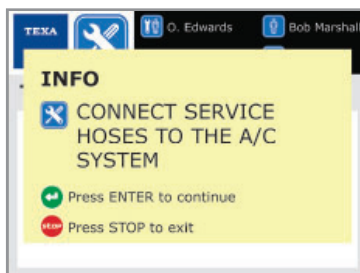 TEXA
O. Edwards
Bob Marshall
INFO
CONNECT SERVICE
HOSES TO THE A/C
SYSTEM
Press ENTER to continue
STOP Press STOP to exit